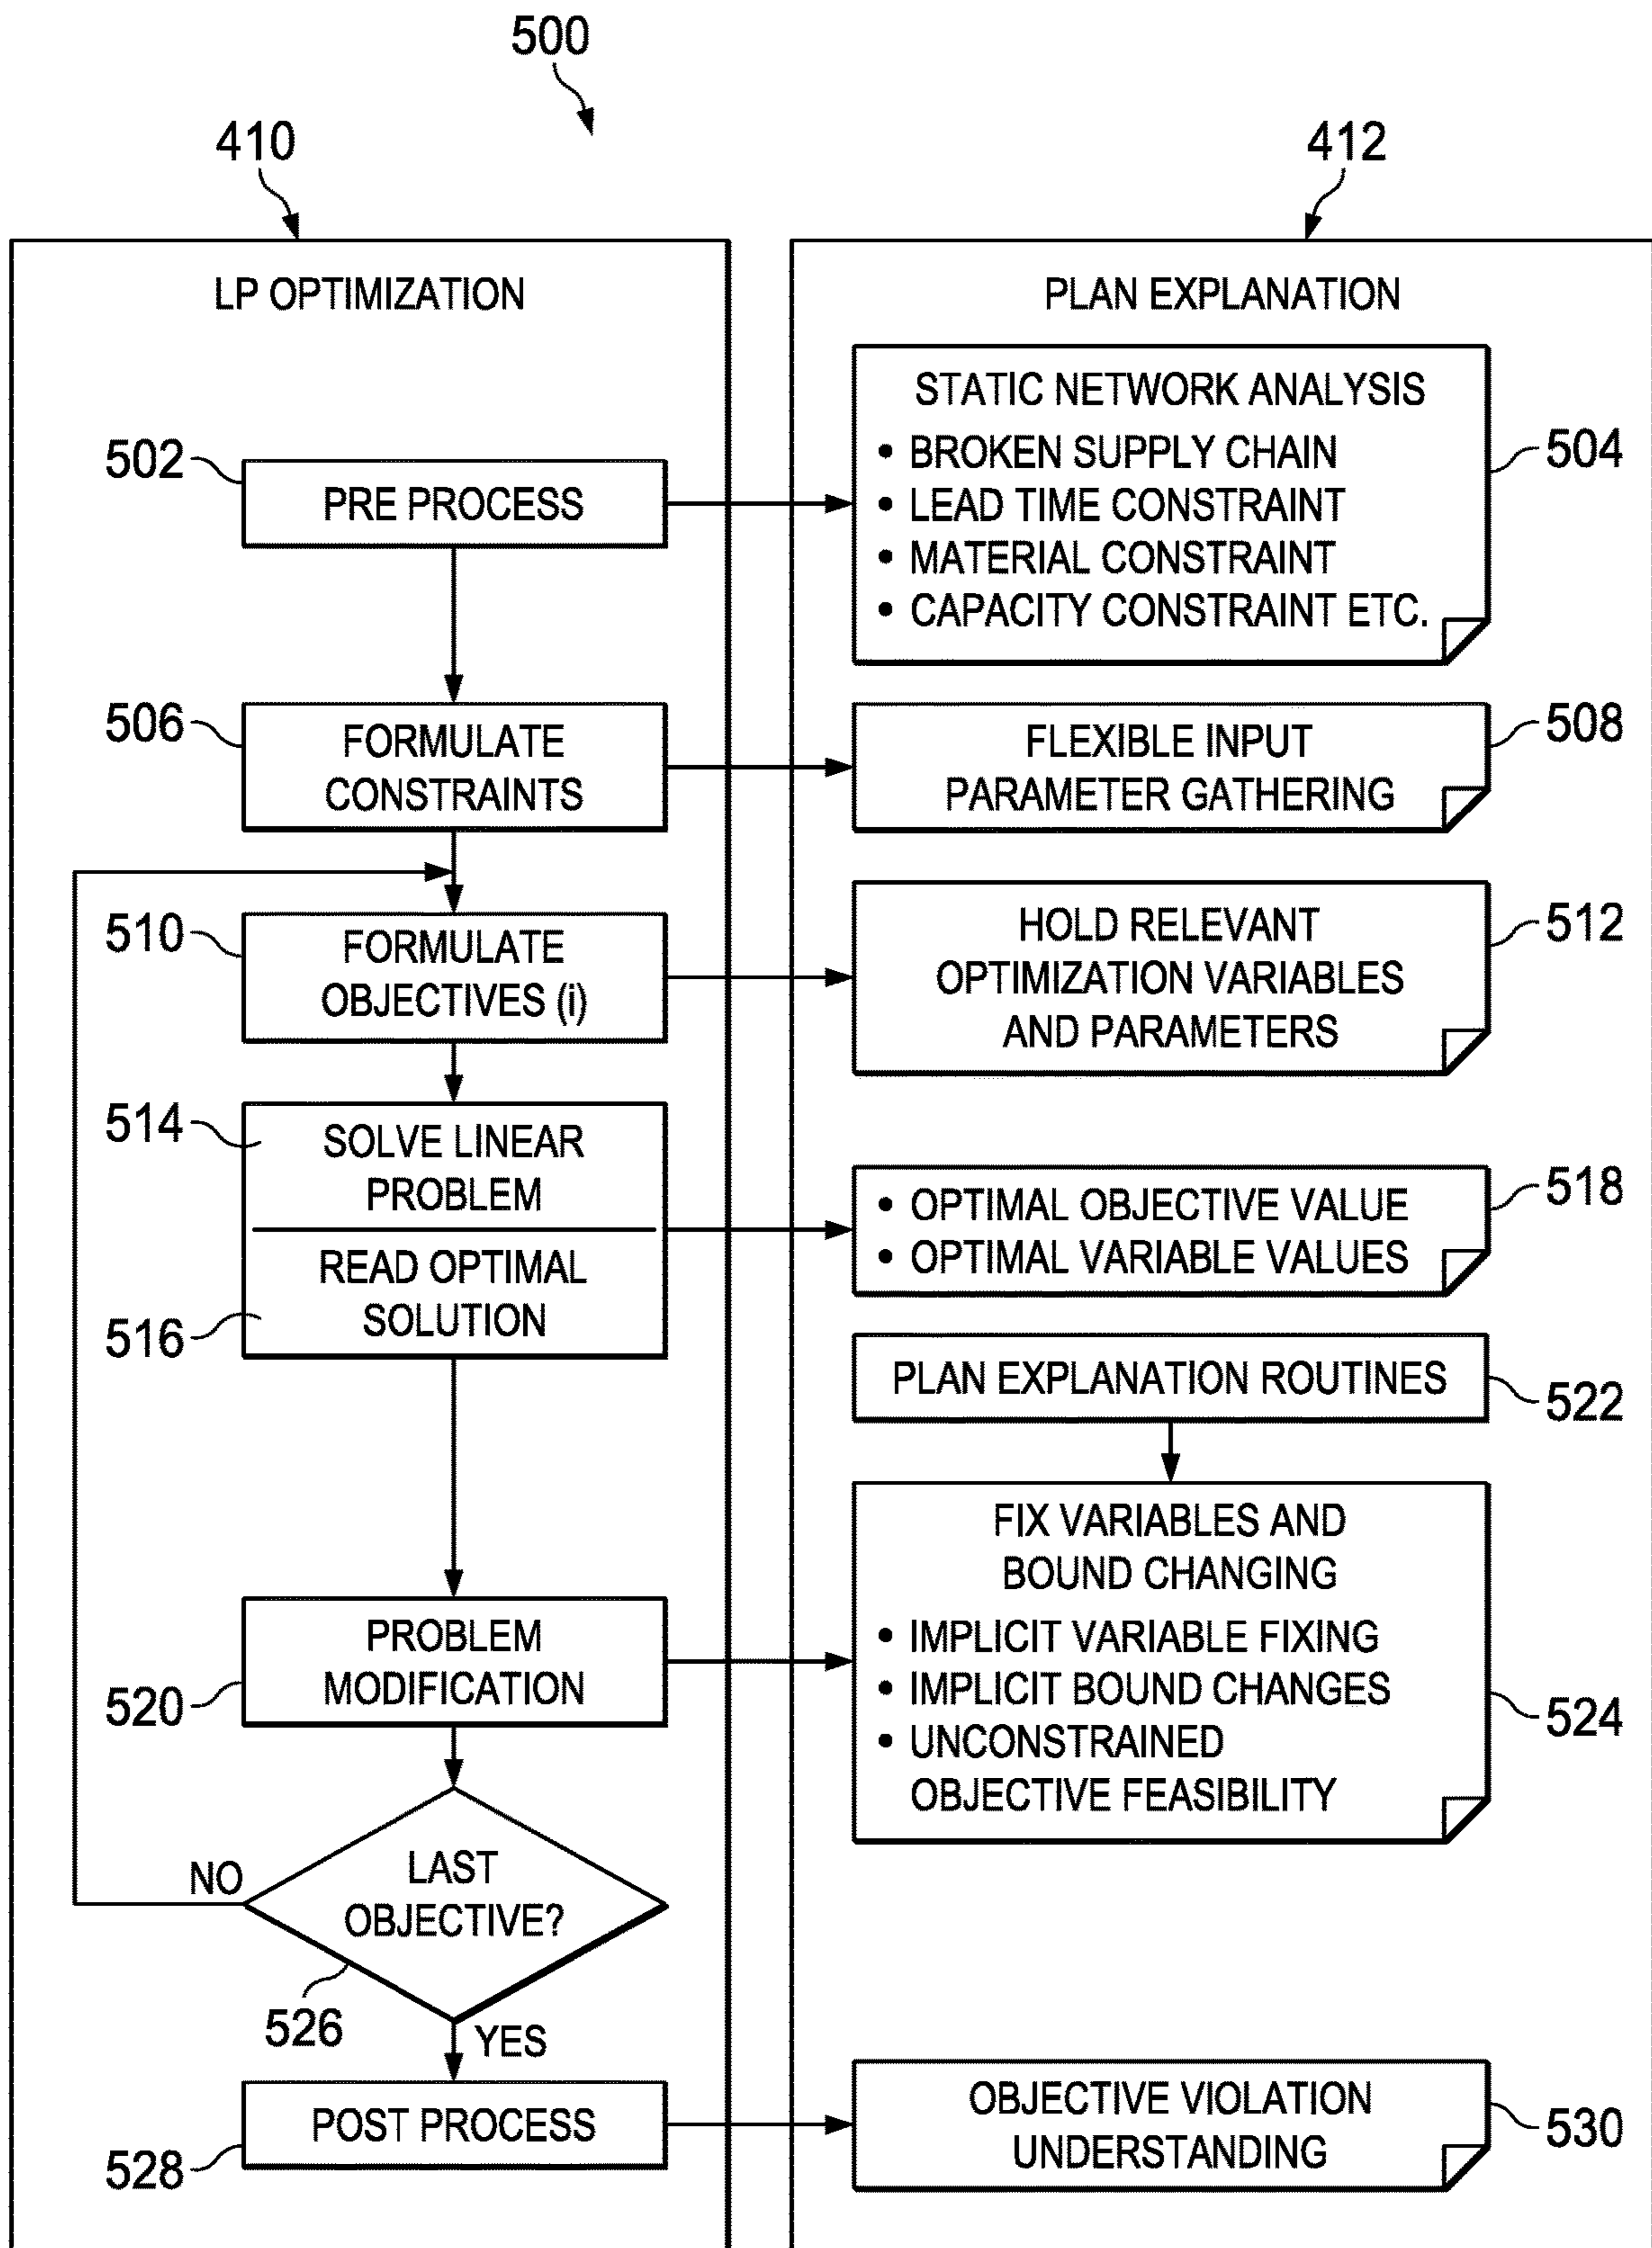 500
410
412
LP OPTIMIZATION
PLAN EXPLANATION
STATIC NETWORK ANALYSIS
• BROKEN SUPPLY CHAIN
• LEAD TIME CONSTRAINT
• MATERIAL CONSTRAINT
• CAPACITY CONSTRAINT ETC.
504
502
PRE PROCESS
506
FORMULATE
CONSTRAINTS
FLEXIBLE INPUT
PARAMETER GATHERING
508
510
FORMULATE
OBJECTIVES (i)
HOLD RELEVANT
OPTIMIZATION VARIABLES
AND PARAMETERS
512
514
SOLVE LINEAR
PROBLEM
READ OPTIMAL
SOLUTION
516
• OPTIMAL OBJECTIVE VALUE
• OPTIMAL VARIABLE VALUES
518
PLAN EXPLANATION ROUTINES
522
FIX VARIABLES AND
BOUND CHANGING
• IMPLICIT VARIABLE FIXING
• IMPLICIT BOUND CHANGES
• UNCONSTRAINED
OBJECTIVE FEASIBILITY
524
PROBLEM
MODIFICATION
520
NO
LAST
OBJECTIVE?
526
YES
POST PROCESS
528
OBJECTIVE VIOLATION
UNDERSTANDING
530